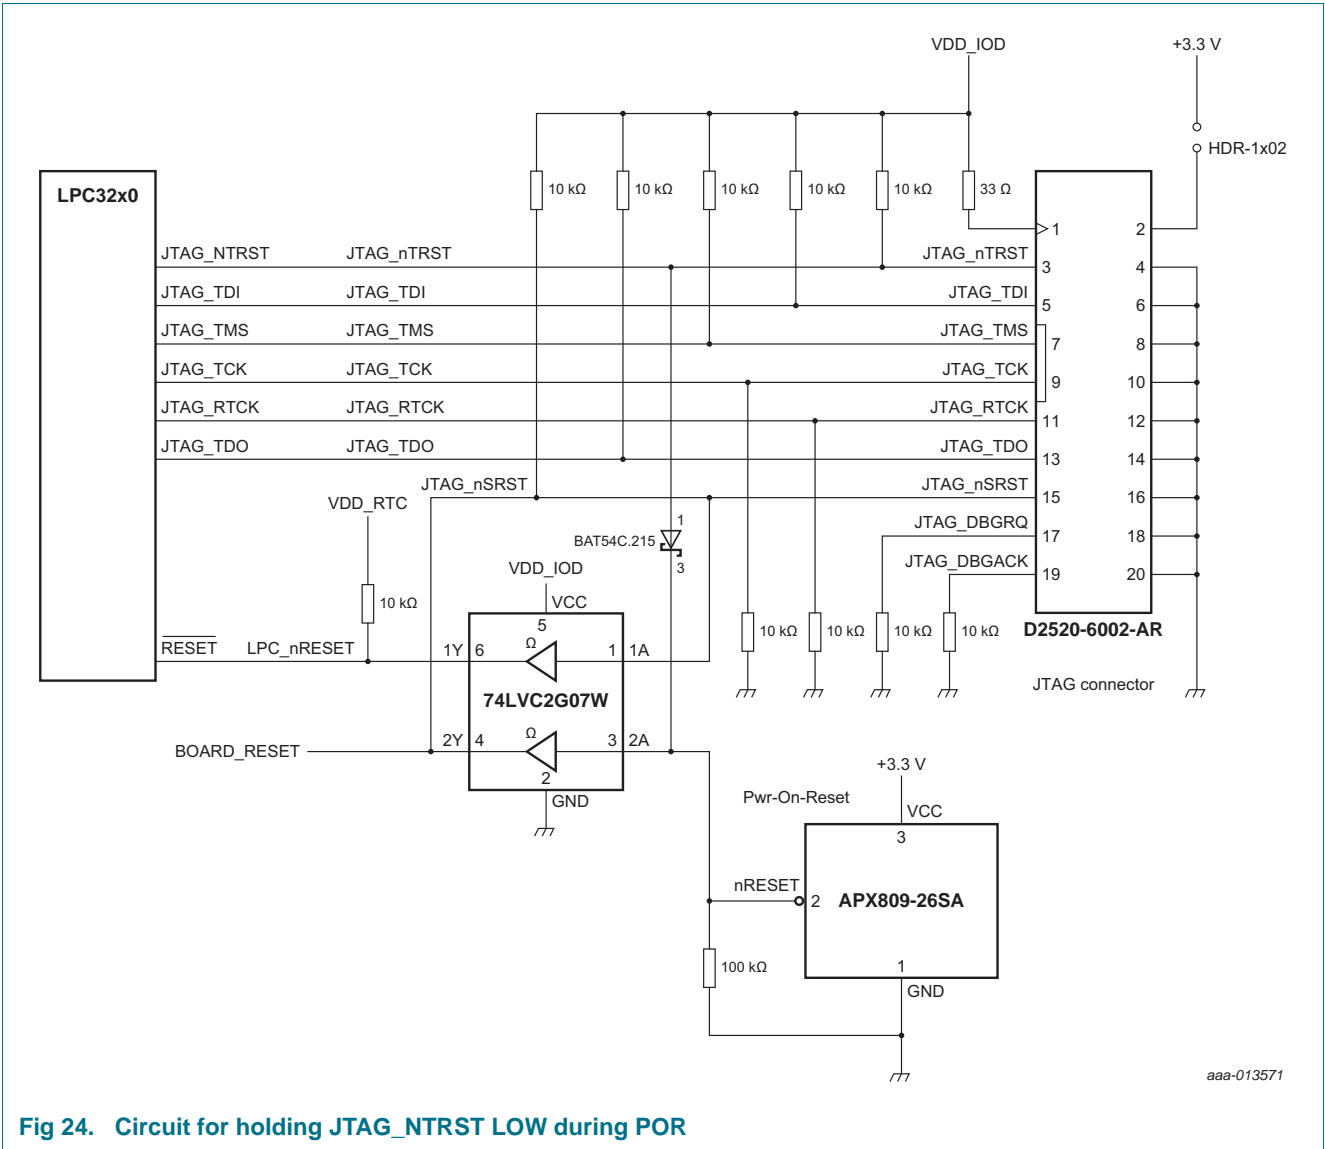 VDD_IOD
+3.3 V
HDR-1x02
LPC32x0
10 kΩ
10 kΩ
10 kΩ
10 kΩ
10 kΩ
33 Ω
1
2
JTAG_NTRST
JTAG_nTRST
JTAG_nTRST
3
4
JTAG_TDI
JTAG_TDI
JTAG_TDI
5
6
JTAG_TMS
JTAG_TMS
JTAG_TMS
7
8
JTAG_TCK
JTAG_TCK
JTAG_TCK
9
10
JTAG_RTCK
JTAG_RTCK
JTAG_RTCK
11
12
JTAG_TDO
JTAG_TDO
JTAG_TDO
13
14
JTAG_nSRST
JTAG_nSRST
15
16
VDD_RTC
JTAG_DBGRQ
17
18
JTAG_DBGACK
19
20
1
BAT54C.215
3
VDD_IOD
10 kΩ
VCC
5
Ω
RESET
LPC_nRESET
1Y
6
1
1A
74LVC2G07W
Ω
BOARD_RESET
2Y
4
3
2A
2
GND
10 kΩ
10 kΩ
10 kΩ
10 kΩ
D2520-6002-AR
JTAG connector
+3.3 V
Pwr-On-Reset
VCC
3
nRESET
2
APX809-26SA
100 kΩ
1
GND
aaa-013571
Fig 24. Circuit for holding JTAG_NTRST LOW during POR